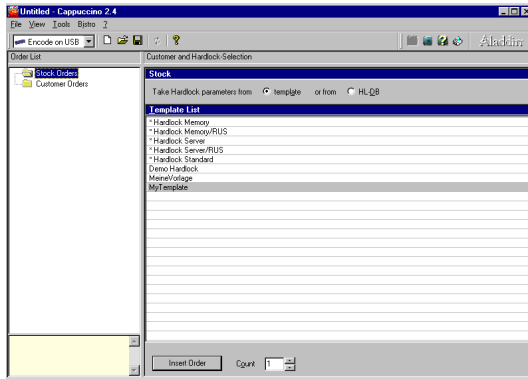 Untitled - Cappuccino 2.4
File View Tools Bistro ?
Encode on USB
Aladdin
Order List
Customer and Hardlock-Selection
Stock Orders
Customer Orders
Stock
Take Hardlock parameters from template or from HL-DB
Template List
* Hardlock Memory
* Hardlock Memory/RUS
* Hardlock Server
* Hardlock Server/RUS
* Hardlock Standard
Demo Hardlock
MeineVorlage
MyTemplate
Insert Order Count 1